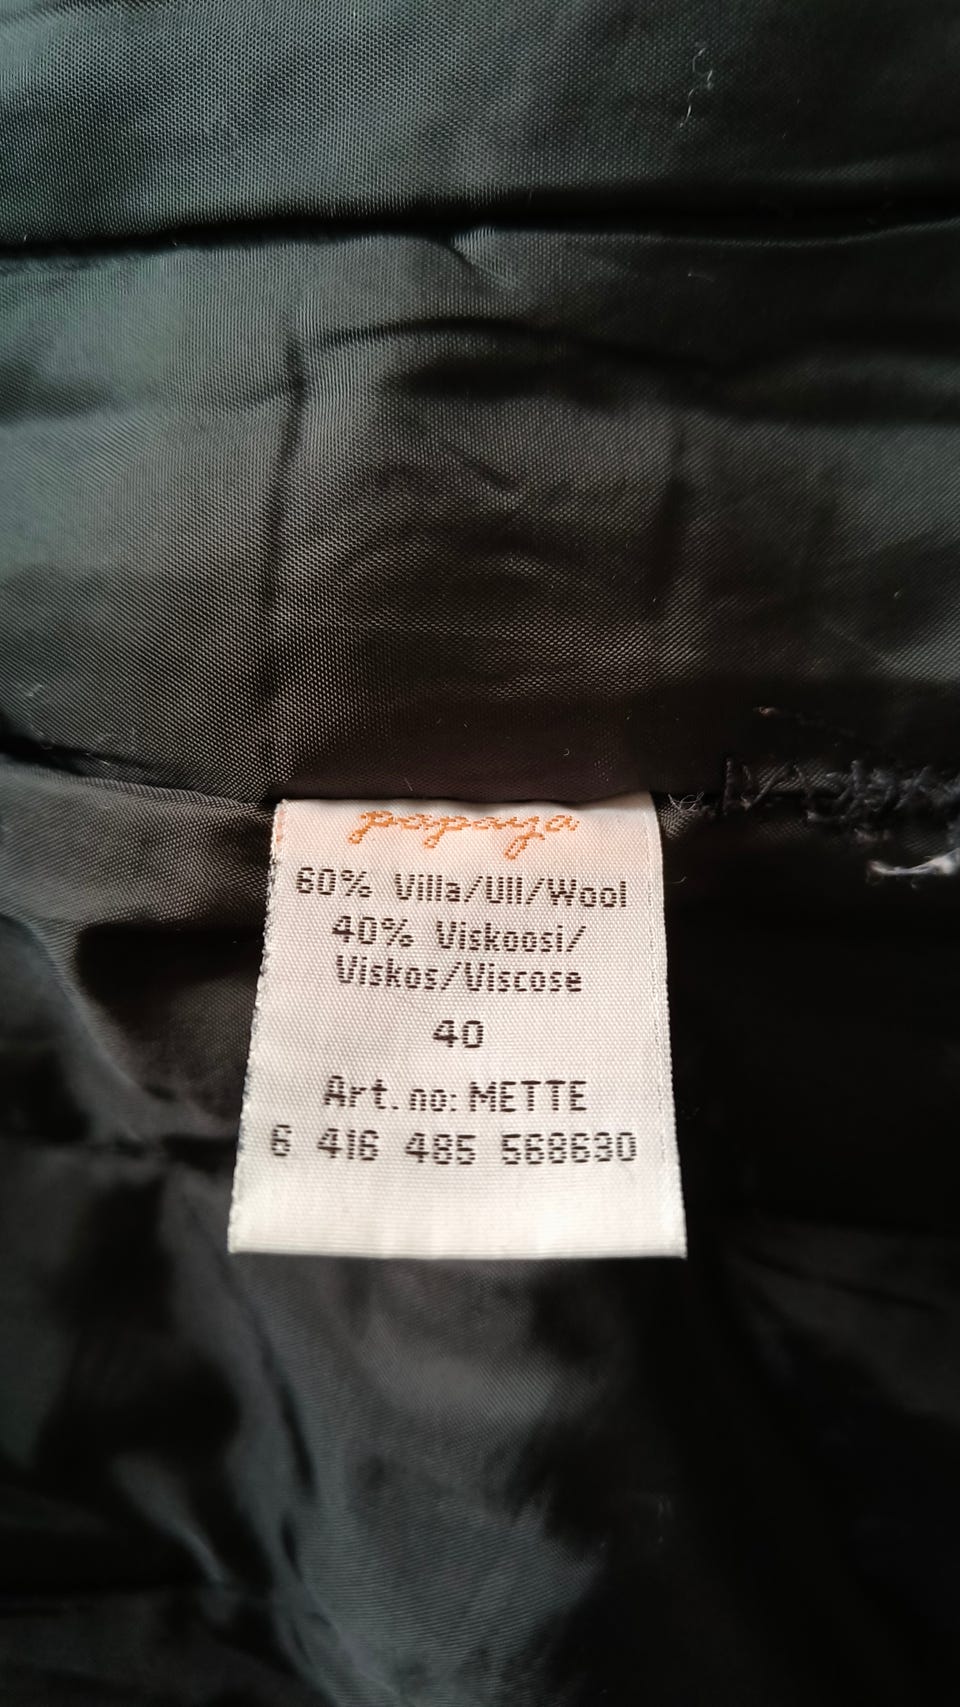 papaya
60% Villa/Ull/Wool
40% Viskoosi/
Viskos/Viscose
40
Art.no: METTE
6 416 485 568630